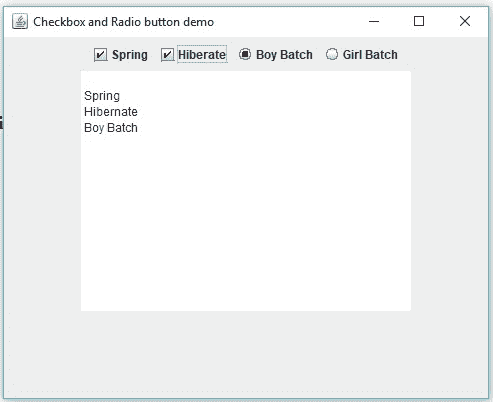 Checkbox and Radio button demo
Spring Hiberate Boy Batch Girl Batch
Spring
Hibernate
Boy Batch